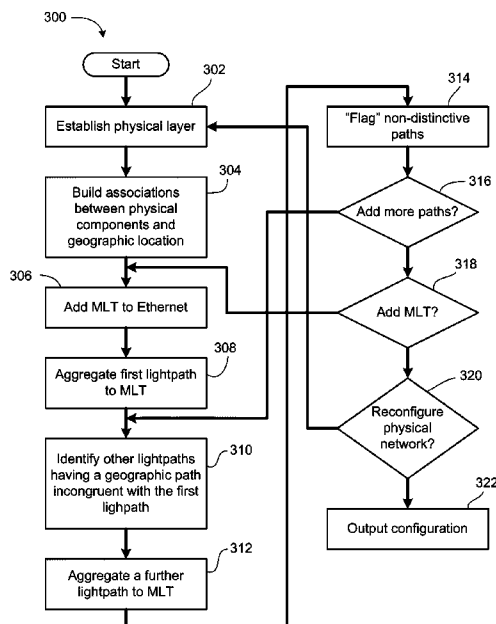 300
Start
302
Establish physical layer
304
Build associations
between physical
components and
geographic location
306
Add MLT to Ethernet
308
Aggregate first lightpath
to MLT
310
Identify other lightpaths
having a geographic path
incongruent with the first
lighpath
312
Aggregate a further
lightpath to MLT
314
"Flag" non-distinctive
paths
316
Add more paths?
318
Add MLT?
320
Reconfigure
physical
network?
322
Output configuration